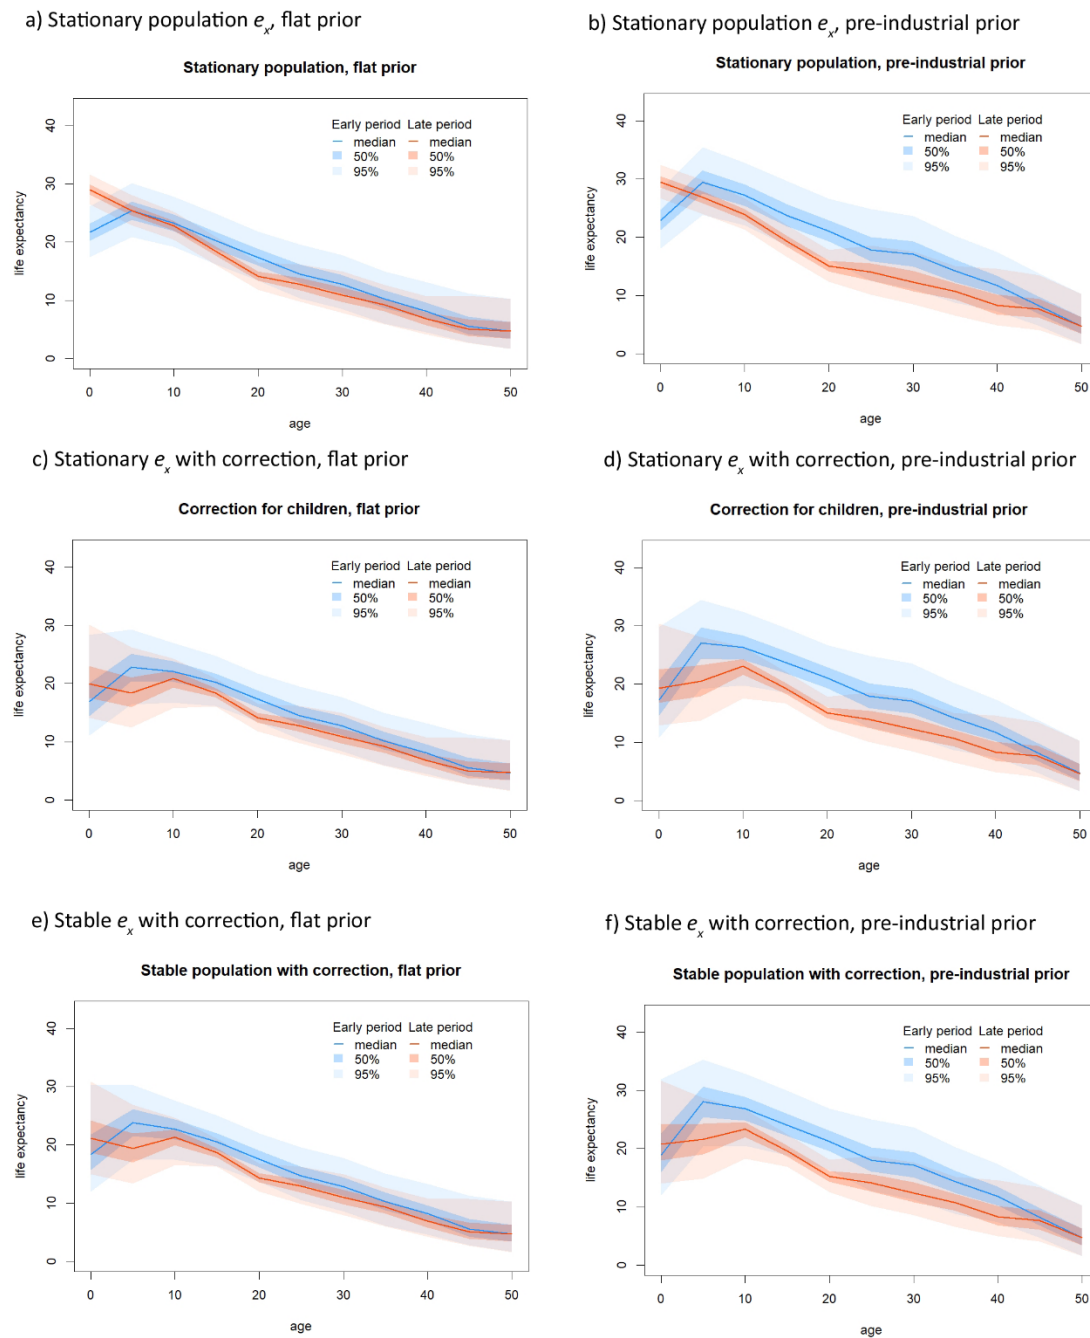 a) Stationary population eₓ, flat prior
Stationary population, flat prior
Early period Late period
median median
50% 50%
95% 95%
life expectancy
40
30
20
10
0
0 10 20 30 40 50
age
b) Stationary population eₓ, pre-industrial prior
Stationary population, pre-industrial prior
Early period Late period
median median
50% 50%
95% 95%
life expectancy
40
30
20
10
0
0 10 20 30 40 50
age
c) Stationary eₓ with correction, flat prior
Correction for children, flat prior
Early period Late period
median median
50% 50%
95% 95%
life expectancy
40
30
20
10
0
0 10 20 30 40 50
age
d) Stationary eₓ with correction, pre-industrial prior
Correction for children, pre-industrial prior
Early period Late period
median median
50% 50%
95% 95%
life expectancy
40
30
20
10
0
0 10 20 30 40 50
age
e) Stable eₓ with correction, flat prior
Stable population with correction, flat prior
Early period Late period
median median
50% 50%
95% 95%
life expectancy
40
30
20
10
0
0 10 20 30 40 50
age
f) Stable eₓ with correction, pre-industrial prior
Stable population with correction, pre-industrial prior
Early period Late period
median median
50% 50%
95% 95%
life expectancy
40
30
20
10
0
0 10 20 30 40 50
age